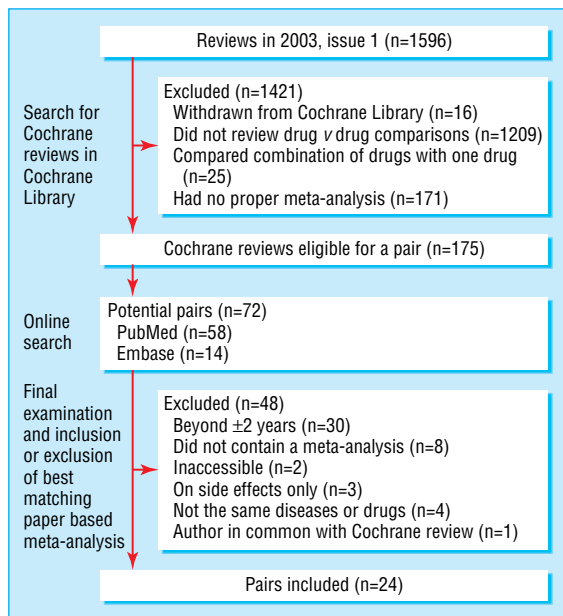 Reviews in 2003, issue 1 (n=1596)
Search for
Cochrane
reviews in
Cochrane
Library
Excluded (n=1421)
Withdrawn from Cochrane Library (n=16)
Did not review drug v drug comparisons (n=1209)
Compared combination of drugs with one drug
(n=25)
Had no proper meta-analysis (n=171)
Cochrane reviews eligible for a pair (n=175)
Online
search
Potential pairs (n=72)
PubMed (n=58)
Embase (n=14)
Final
examination
and inclusion
or exclusion
of best
matching
paper based
meta-analysis
Excluded (n=48)
Beyond ±2 years (n=30)
Did not contain a meta-analysis (n=8)
Inaccessible (n=2)
On side effects only (n=3)
Not the same diseases or drugs (n=4)
Author in common with Cochrane review (n=1)
Pairs included (n=24)